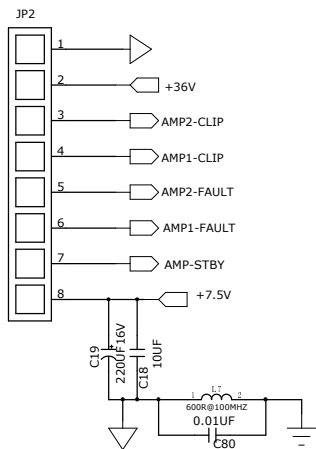 JP2
1
2
+36V
3
AMP2-CLIP
4
AMP1-CLIP
5
AMP2-FAULT
6
AMP1-FAULT
7
AMP-STBY
8
+7.5V
C19
220UF16V
C18
10UF
1
L7
2
600R@100MHZ
0.01UF
C80